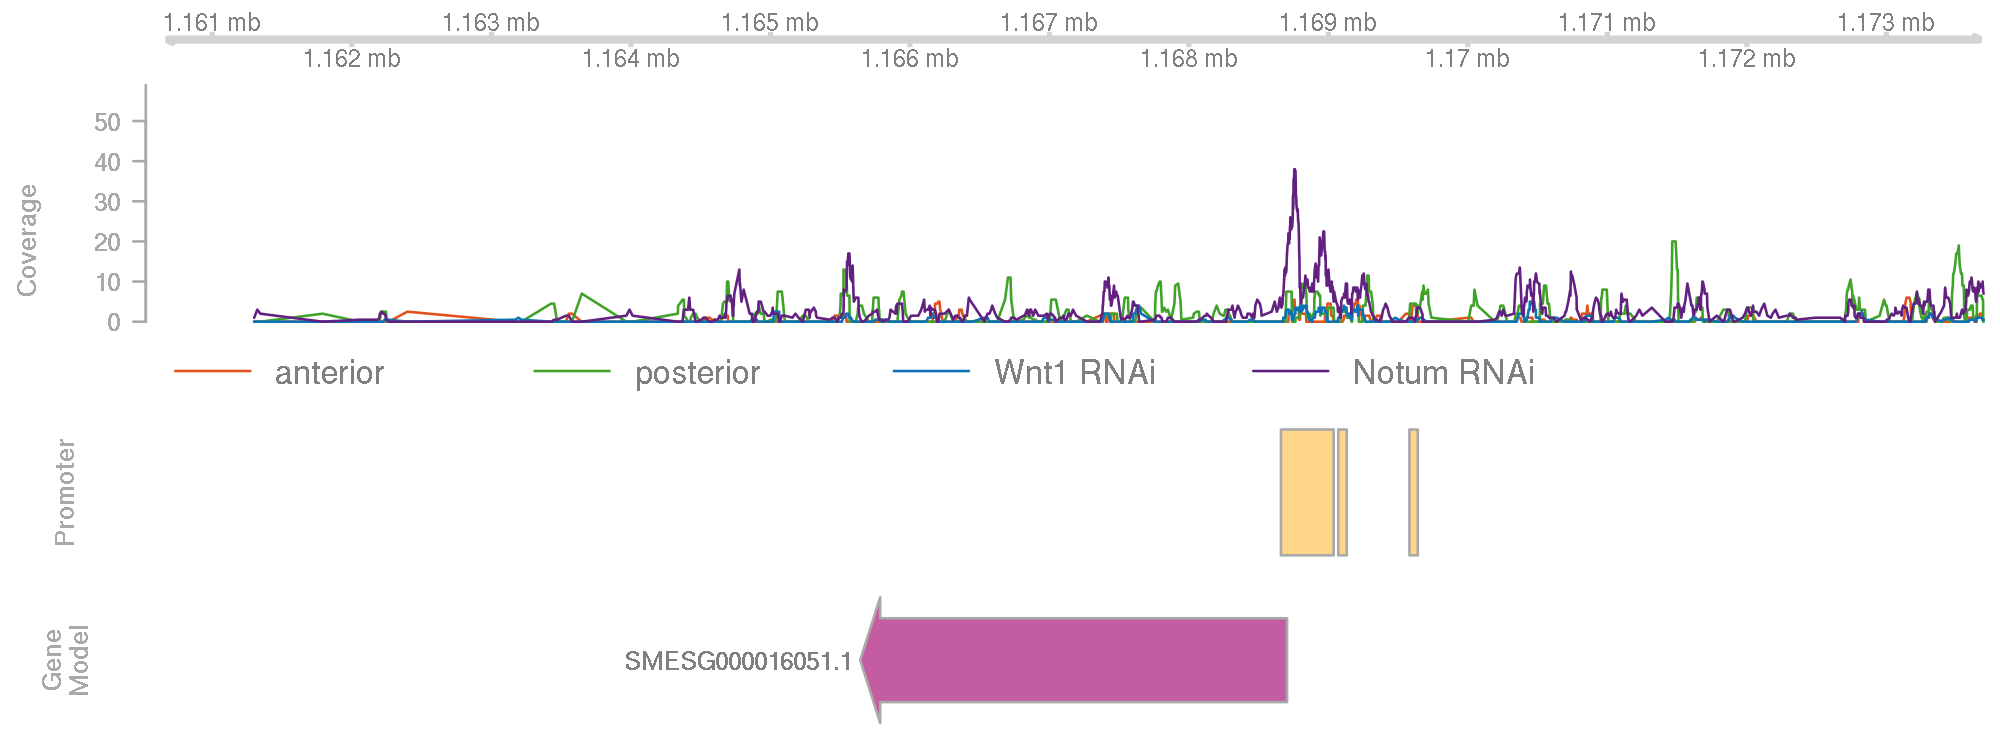 1.161 mb 1.163 mb 1.165 mb 1.167 mb 1.169 mb 1.171 mb 1.173 mb
1.162 mb 1.164 mb 1.166 mb 1.168 mb 1.17 mb 1.172 mb
Coverage
50
40
30
20
10
0
anterior posterior Wnt1 RNAi Notum RNAi
Promoter
Gene
Model
SMESG000016051.1